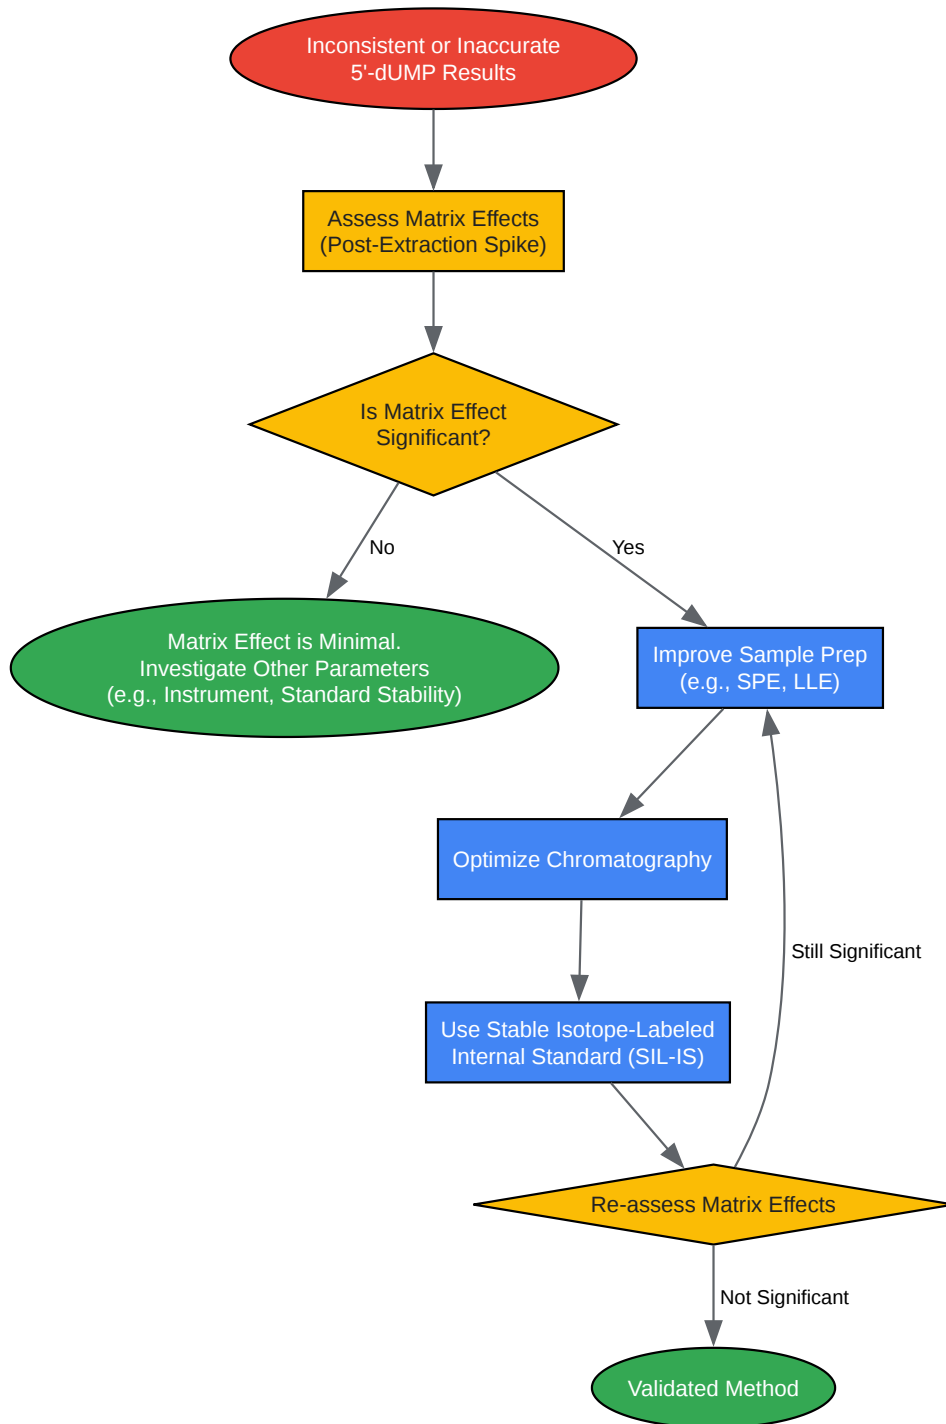 Inconsistent or Inaccurate
5'-dUMP Results
Assess Matrix Effects
(Post-Extraction Spike)
Is Matrix Effect
Significant?
No
Yes
Matrix Effect is Minimal.
Investigate Other Parameters
(e.g., Instrument, Standard Stability)
Improve Sample Prep
(e.g., SPE, LLE)
Optimize Chromatography
Still Significant
Use Stable Isotope-Labeled
Internal Standard (SIL-IS)
Re-assess Matrix Effects
Not Significant
Validated Method